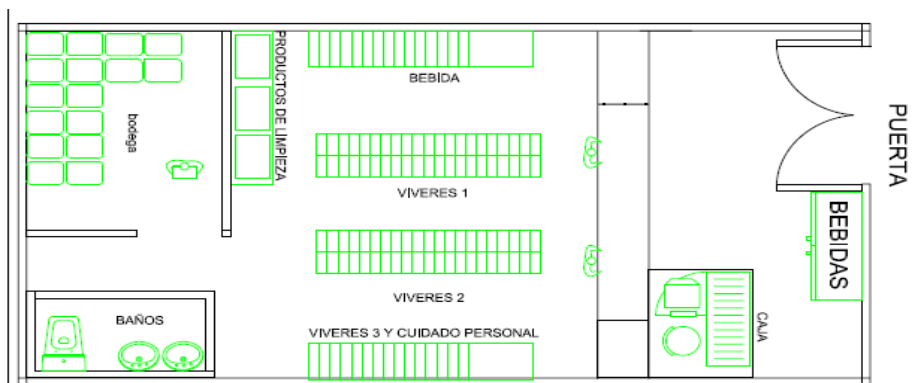 PRODUCTOS DE LIMPIEZA
BEBIDA
bodega
VIVERES 1
PUERTA
BEBIDAS
VIVERES 2
BAÑOS
VIVERES 3 Y CUIDADO PERSONAL
CAJA